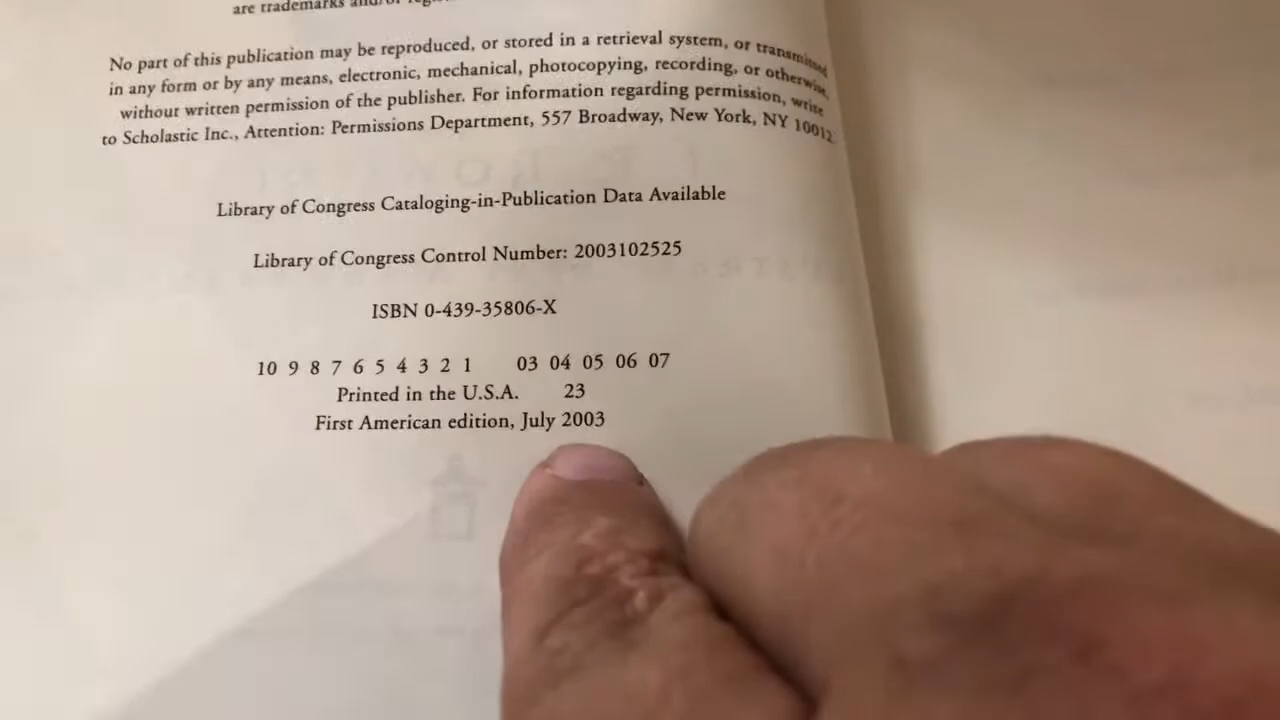 are trademarks and/or
No part of this publication may be reproduced, or stored in a retrieval system, or transmitted
in any form or by any means, electronic, mechanical, photocopying, recording, or otherwise,
without written permission of the publisher. For information regarding permission, write
to Scholastic Inc., Attention: Permissions Department, 557 Broadway, New York, NY 10012.
Library of Congress Cataloging-in-Publication Data Available
Library of Congress Control Number: 2003102525
ISBN 0-439-35806-X
10 9 8 7 6 5 4 3 2 1 03 04 05 06 07
Printed in the U.S.A. 23
First American edition, July 2003